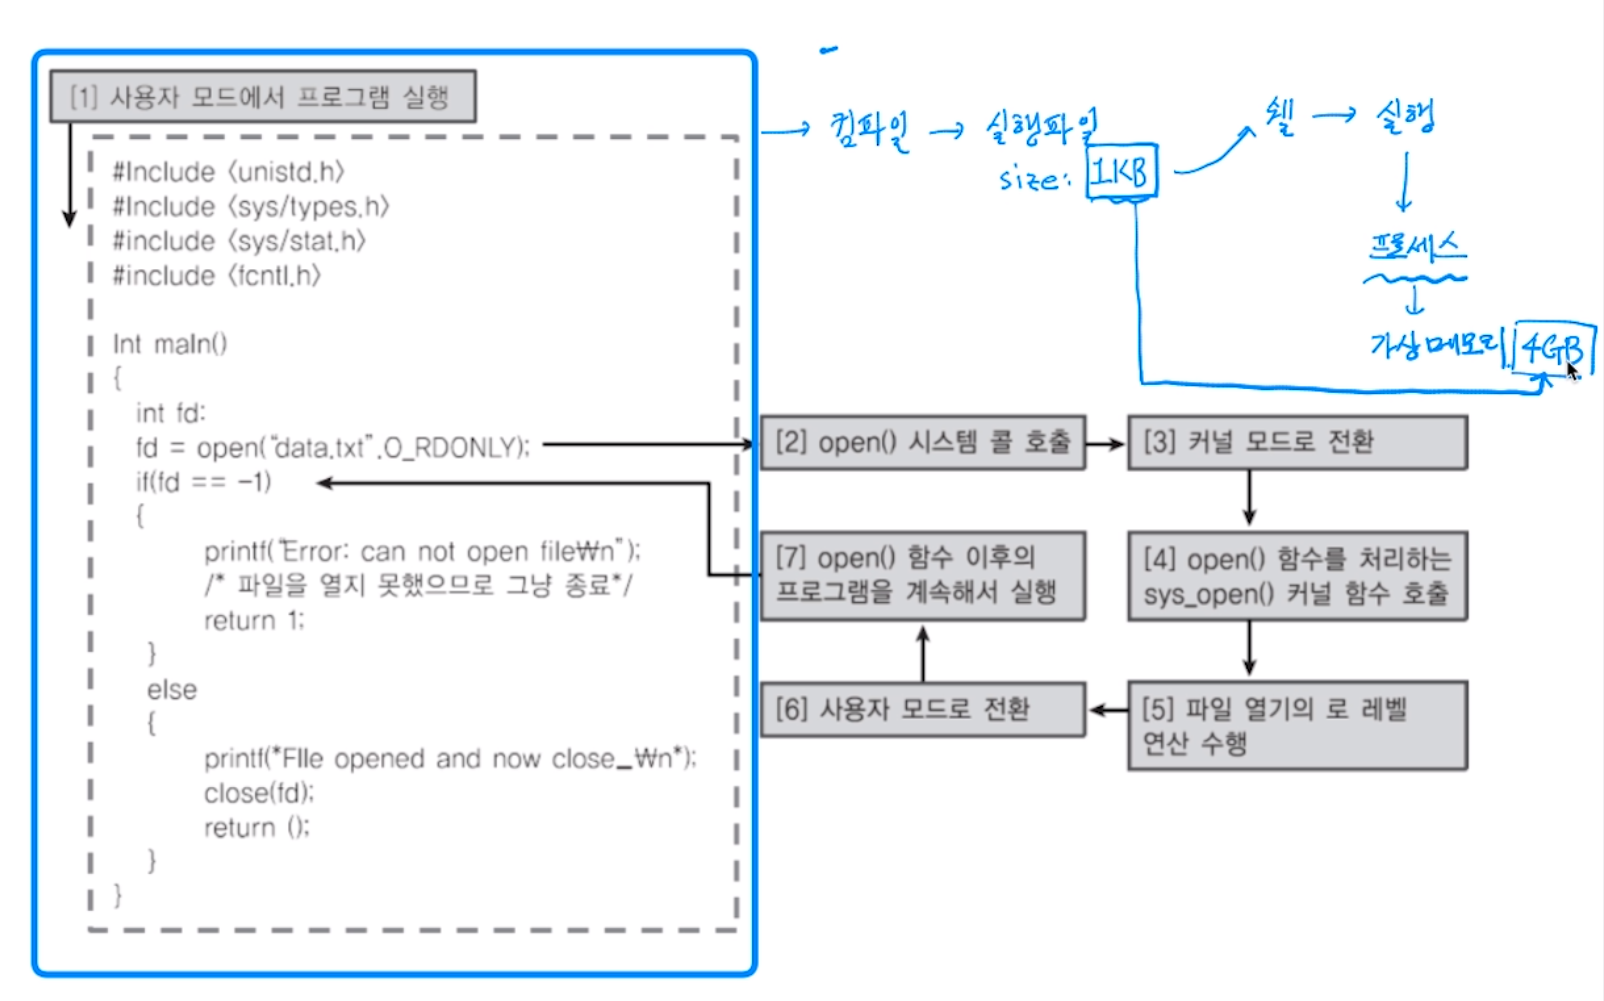 [1] 사용자 모드에서 프로그램 실행
#Include <unistd.h>
#Include <sys/types.h>
#include <sys/stat.h>
#include <fcntl.h>
Int maIn()
{
int fd:
fd = open("data.txt".O_RDONLY);
if(fd == -1)
{
printf("Error: can not open file₩n");
/* 파일을 열지 못했으므로 그냥 종료*/
return 1;
}
else
{
printf(*FIle opened and now close_₩n*);
close(fd);
return ();
}
}
→ 컴파일 → 실행파일
size: 1KB
쉘 → 실행
프로세스
가상메모리 4GB
[2] open() 시스템 콜 호출
[3] 커널 모드로 전환
[4] open() 함수를 처리하는
sys_open() 커널 함수 호출
[5] 파일 열기의 로 레벨
연산 수행
[6] 사용자 모드로 전환
[7] open() 함수 이후의
프로그램을 계속해서 실행